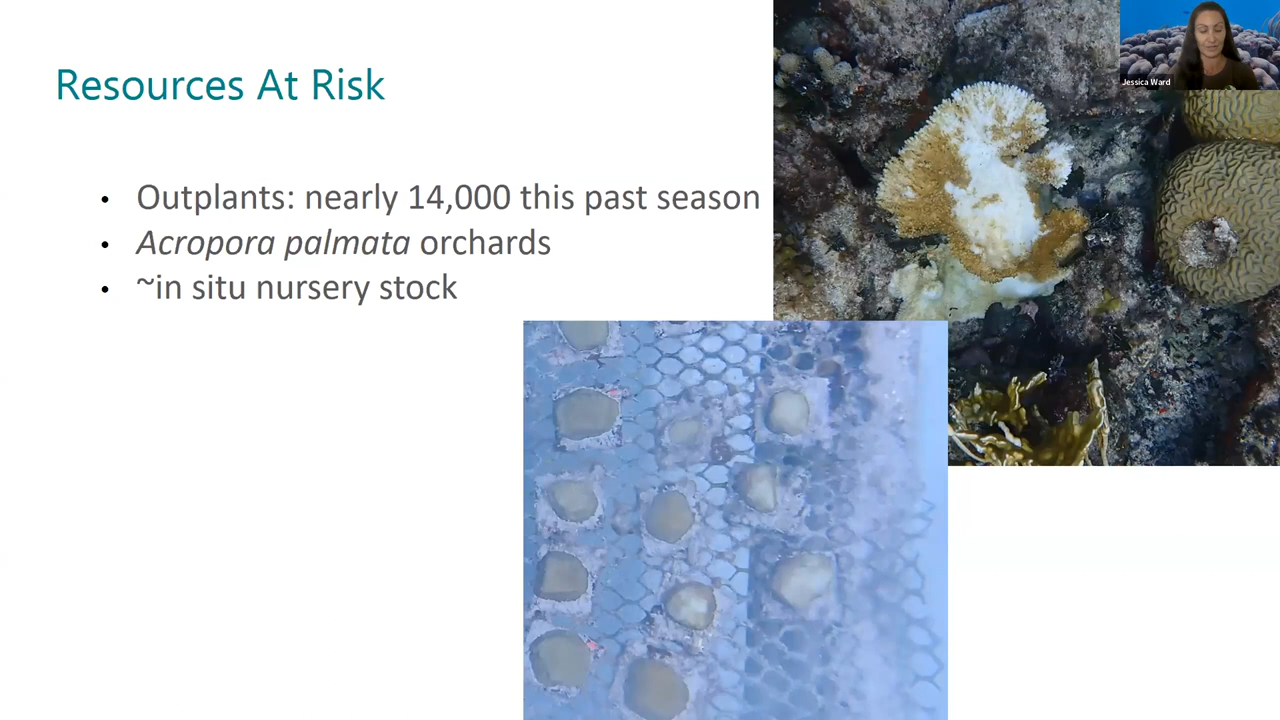 Resources At Risk
Jessica Ward
• Outplants: nearly 14,000 this past season
• Acropora palmata orchards
• ~in situ nursery stock